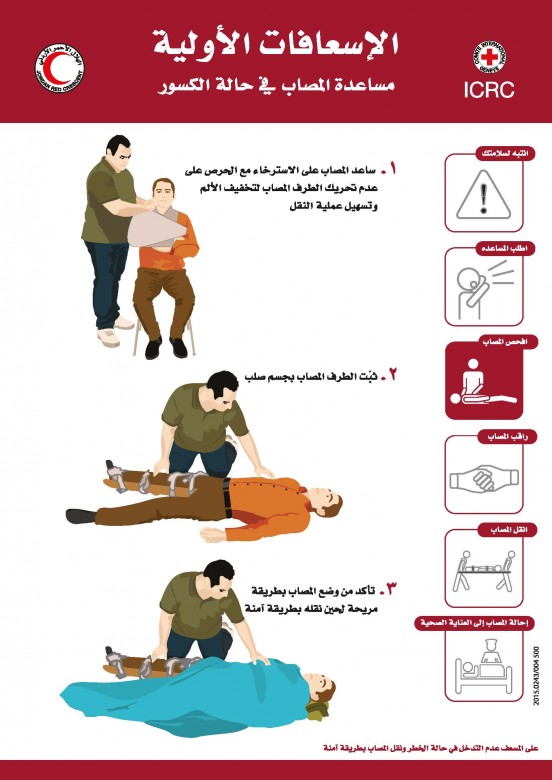 الإسعافات الأولية
مساعدة المصاب في حالة الكسور
الهلال الأحمر الأردني
JORDAN RED CRESCENT
COMITE INTERNATIONAL
GENEVE
ICRC
١. ساعد المصاب على الاسترخاء مع الحرص على
عدم تحريك الطرف المصاب لتخفيف الألم
وتسهيل عملية النقل
٢. ثبّت الطرف المصاب بجسم صلب
٣. تأكد من وضع المصاب بطريقة
مريحة لحين نقله بطريقة آمنة
انتبه لسلامتك
اطلب المساعده
افحص المصاب
راقب المصاب
انقل المصاب
إحالة المصاب إلى العناية الصحية
2015.0243/004 500
على المسعف عدم التدخل في حالة الخطر ونقل المصاب بطريقة آمنة